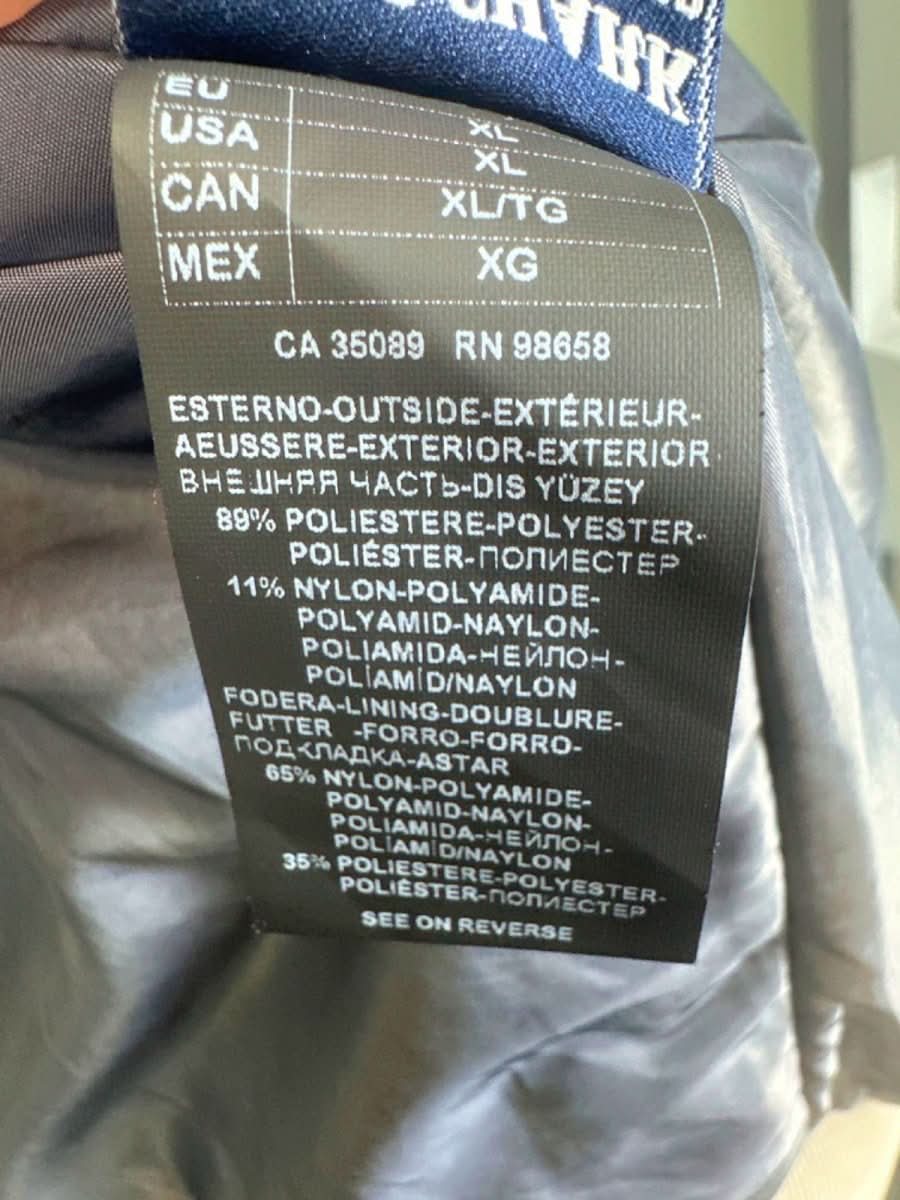 SHARK
EU XL
USA XL
CAN XL/TG
MEX XG
CA 35089 RN 98658
ESTERNO-OUTSIDE-EXTÉRIEUR-
AEUSSERE-EXTERIOR-EXTERIOR
ВНЕШНЯЯ ЧАСТЬ-DIS YÜZEY
89% POLIESTERE-POLYESTER-
POLIÉSTER-ПОЛИЕСТЕР
11% NYLON-POLYAMIDE-
POLYAMID-NAYLON-
POLIAMIDA-НЕЙЛОН-
POLİAMİD/NAYLON
FODERA-LINING-DOUBLURE-
FUTTER -FORRO-FORRO-
ПОДКЛАДКА-ASTAR
65% NYLON-POLYAMIDE-
POLYAMID-NAYLON-
POLIAMIDA-НЕЙЛОН-
POLİAMİD/NAYLON
35% POLIESTERE-POLYESTER-
POLIÉSTER-ПОЛИЕСТЕР
SEE ON REVERSE